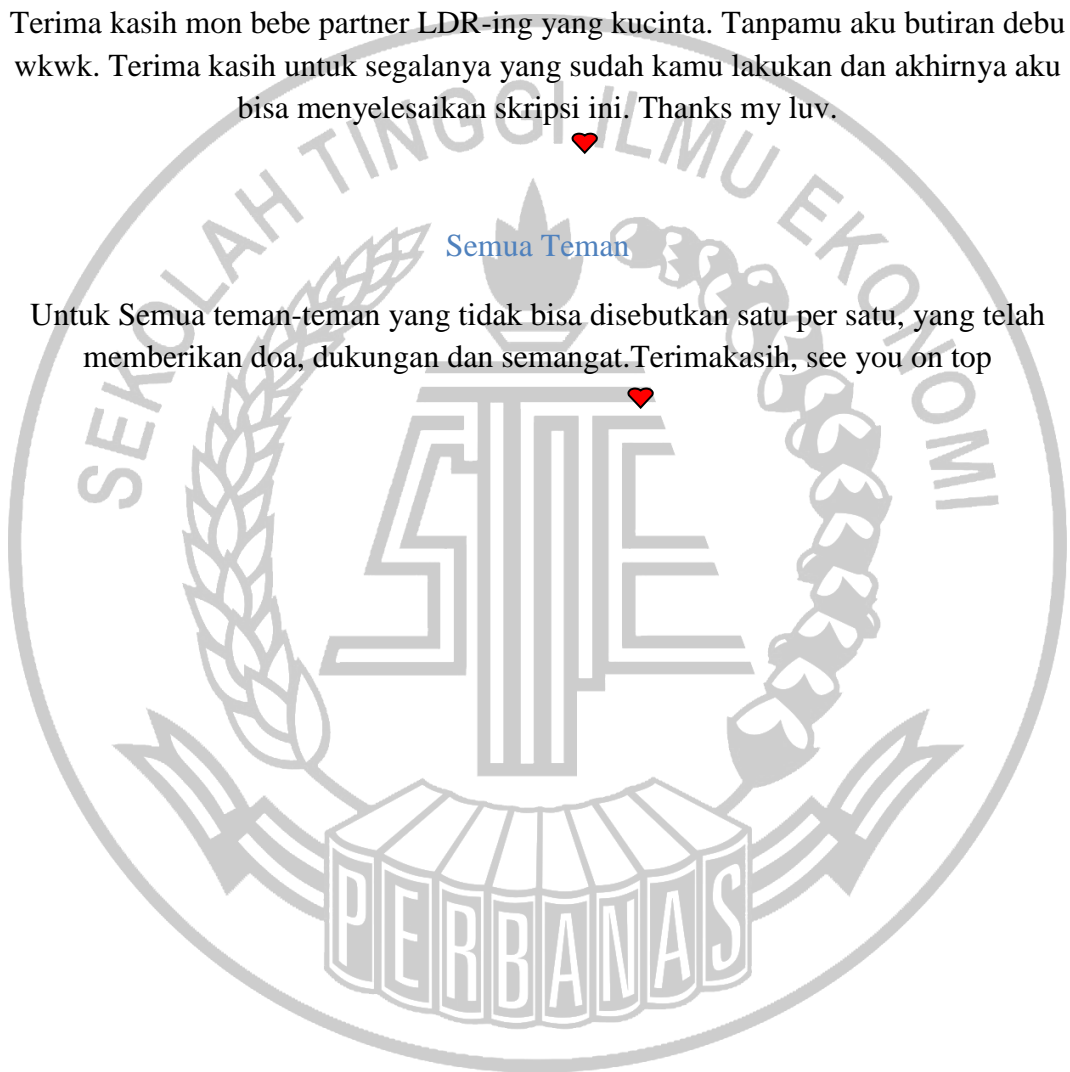 Terima kasih mon bebe partner LDR-ing yang kucinta. Tanpamu aku butiran debu
wkwk. Terima kasih untuk segalanya yang sudah kamu lakukan dan akhirnya aku
bisa menyelesaikan skripsi ini. Thanks my luv.
SEKOLAH TINGGI ILMU EKONOMI
Semua Teman
Untuk Semua teman-teman yang tidak bisa disebutkan satu per satu, yang telah
memberikan doa, dukungan dan semangat.Terimakasih, see you on top
STIE
PERBANAS